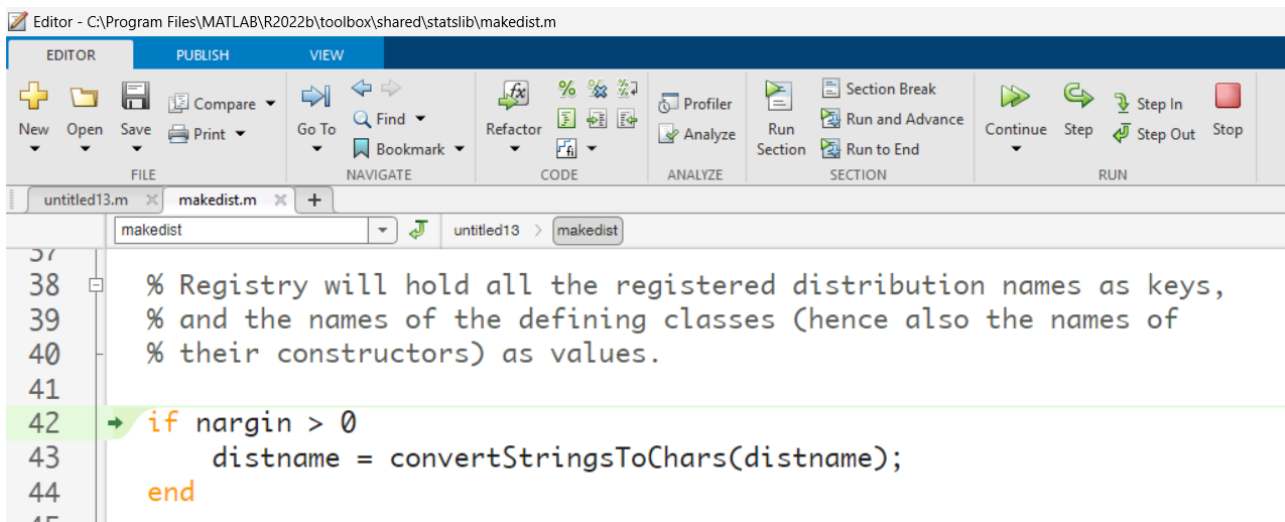 Editor - C:\Program Files\MATLAB\R2022b\toolbox\shared\statslib\makedist.m
EDITOR PUBLISH VIEW
New Open Save Compare Print
FILE
Go To Find Bookmark
NAVIGATE
Refactor
CODE
Profiler Analyze
ANALYZE
Run Section Section Break Run and Advance Run to End
SECTION
Continue Step Step In Step Out Stop
RUN
untitled13.m makedist.m
makedist untitled13 makedist
37
38 % Registry will hold all the registered distribution names as keys,
39 % and the names of the defining classes (hence also the names of
40 % their constructors) as values.
41
42 if nargin > 0
43 distname = convertStringsToChars(distname);
44 end
45